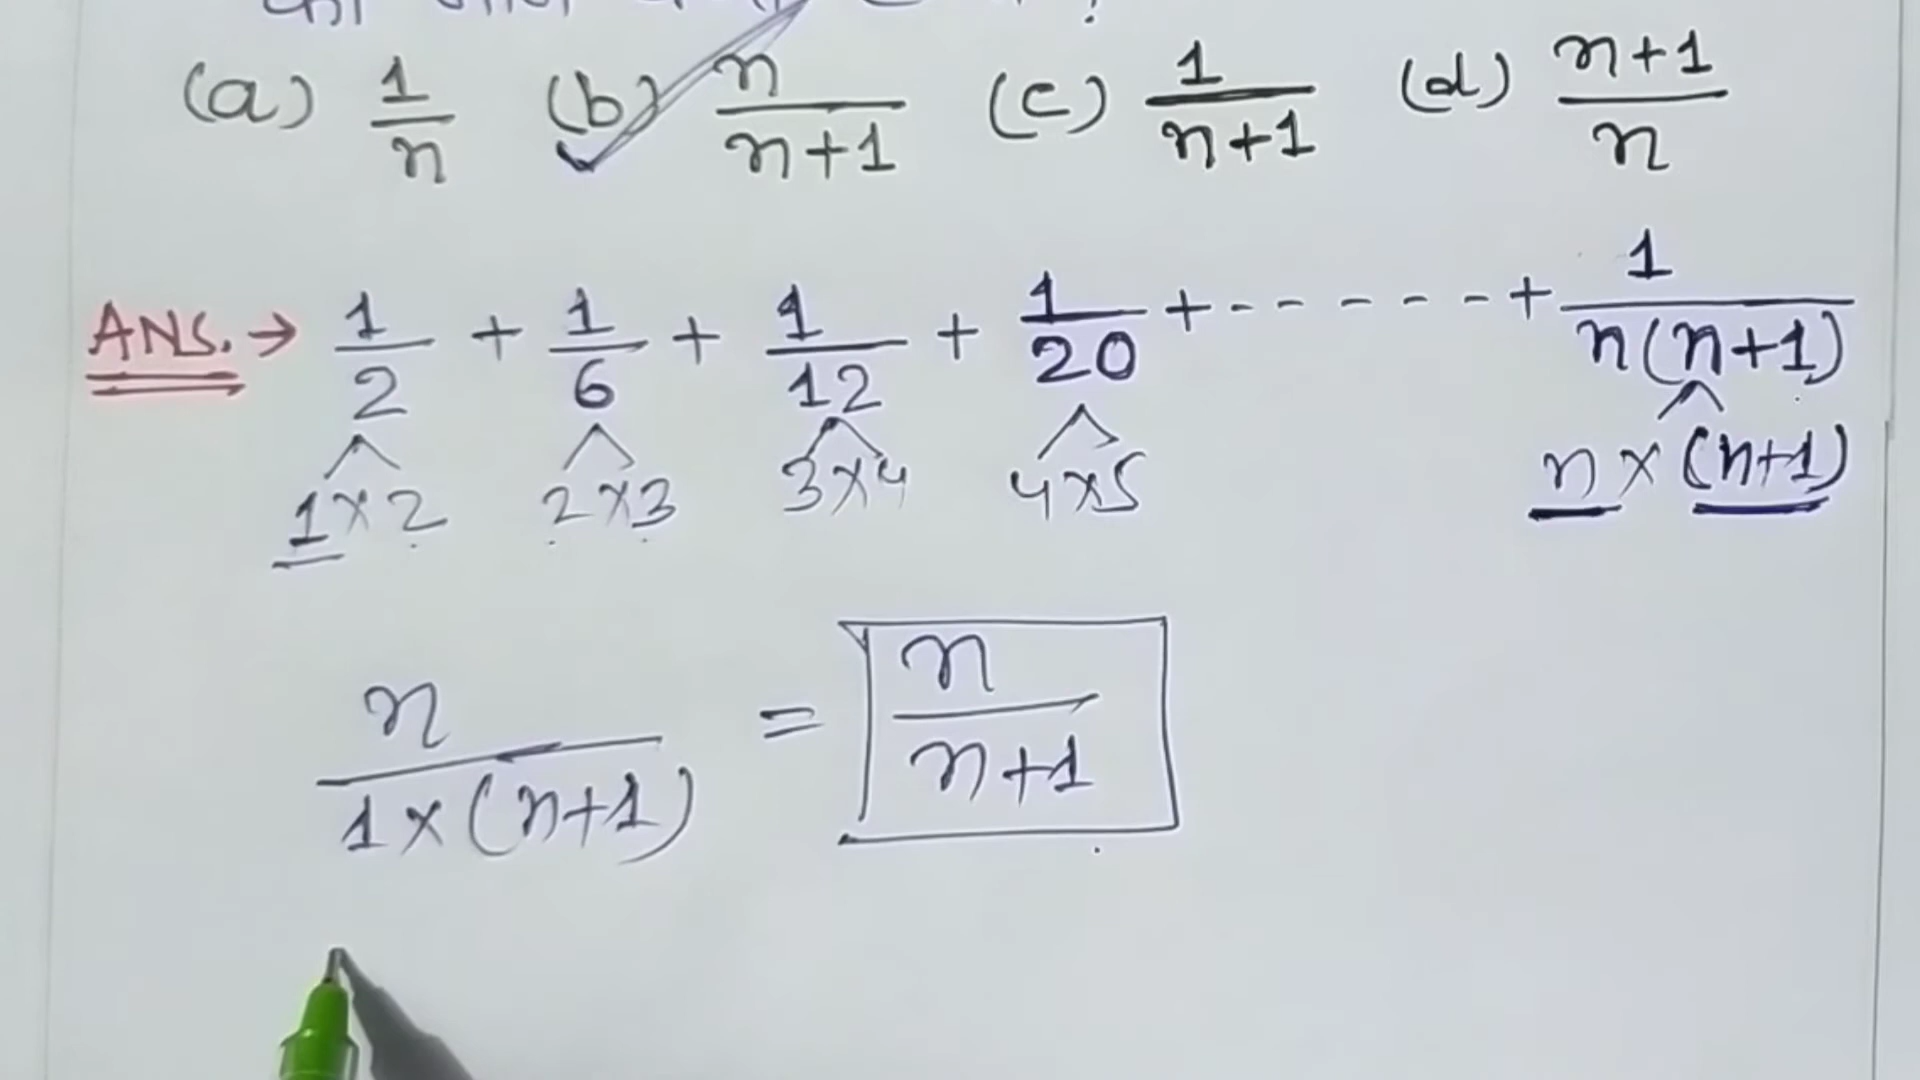 (a) 1/n (b) n/n+1 (c) 1/n+1 (d) n+1/n
ANS. → 1/2 + 1/6 + 1/12 + 1/20 + ------ + 1/n(n+1)
1×2 2×3 3×4 4×5 n×(n+1)
n/1×(n+1) = n/n+1